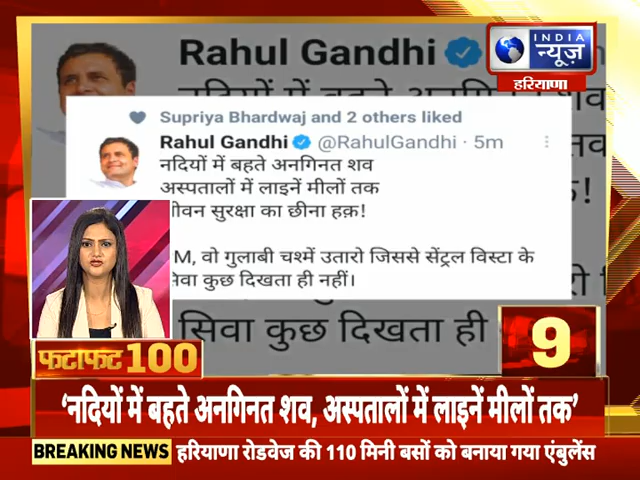 Rahul Gandhi
INDIA
न्यूज़
हरियाणा
Supriya Bhardwaj and 2 others liked
Rahul Gandhi @RahulGandhi · 5m
नदियों में बहते अनगिनत शव
अस्पतालों में लाइनें मीलों तक
जीवन सुरक्षा का छीना हक़!
PM, वो गुलाबी चश्में उतारो जिससे सेंट्रल विस्टा के
सिवा कुछ दिखता ही नहीं।
सिवा कुछ दिखता ही
फटाफट 100
9
‘नदियों में बहते अनगिनत शव, अस्पतालों में लाइनें मीलों तक’
BREAKING NEWS हरियाणा रोडवेज की 110 मिनी बसों को बनाया गया एंबुलेंस